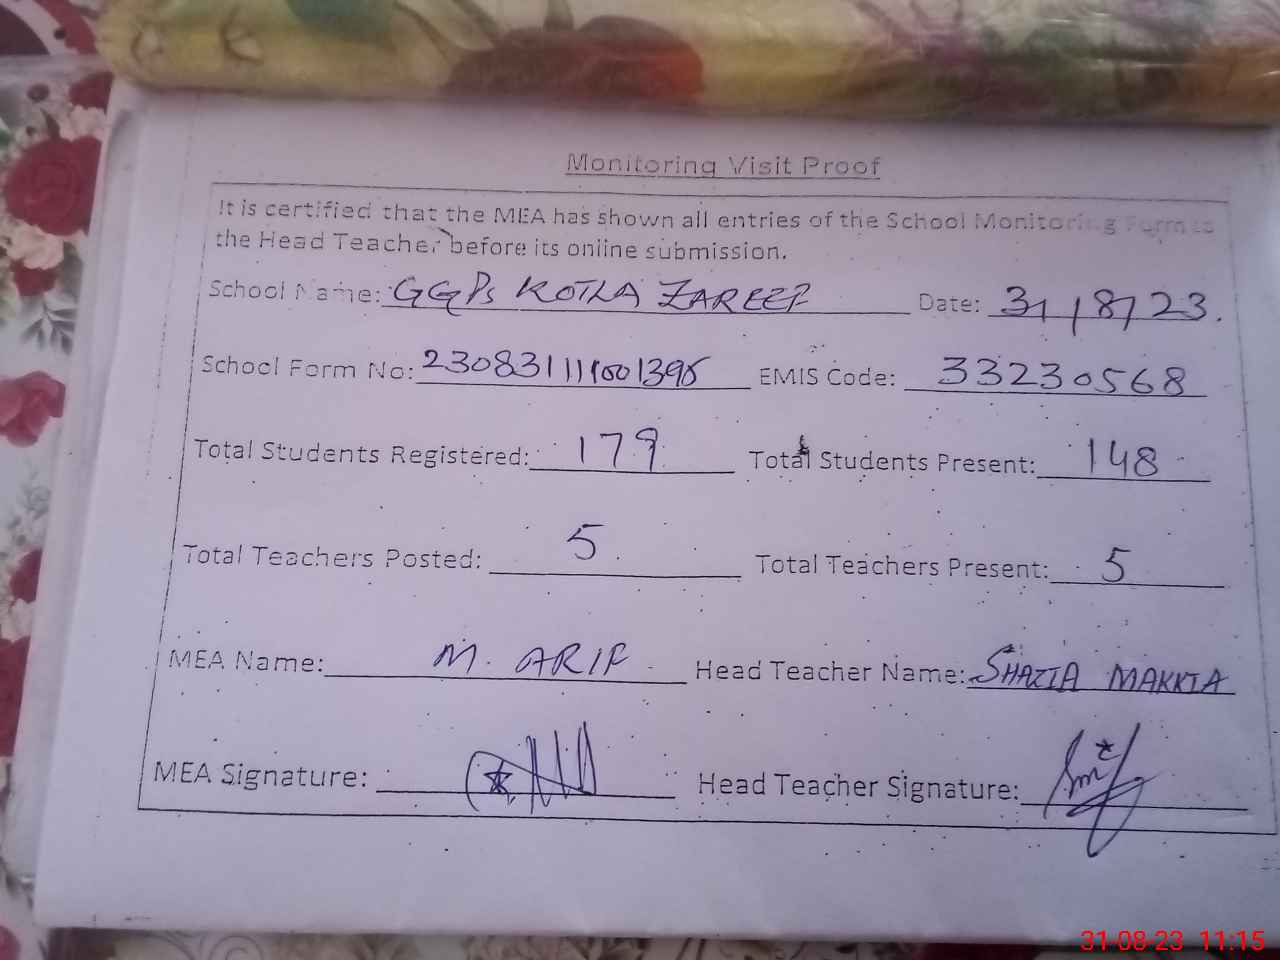 Monitoring Visit Proof
It is certified that the MEA has shown all entries of the School Monitoring Form to
the Head Teacher before its online submission.
School Name: GGPS KOTLA ZAREEF Date: 31/8/23.
School Form No: EMIS Code: 33230568
Total Students Registered: 179 Total Students Present: 148
Total Teachers Posted: 5 Total Teachers Present: 5
MEA Name: M. ARIF Head Teacher Name: SHAZIA MAKKIA
MEA Signature: Head Teacher Signature:
31-08-23 11:15